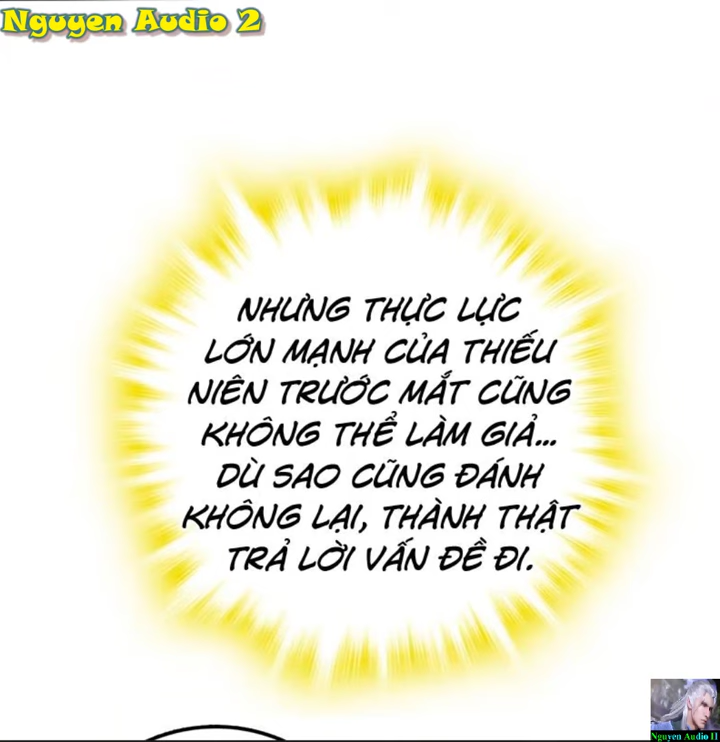 Nguyen Audio 2
NHƯNG THỰC LỰC
LỚN MẠNH CỦA THIẾU
NIÊN TRƯỚC MẮT CŨNG
KHÔNG THỂ LÀM GIẢ...
DÙ SAO CŨNG ĐÁNH
KHÔNG LẠI, THÀNH THẬT
TRẢ LỜI VẤN ĐỀ ĐI.
Nguyen Audio II